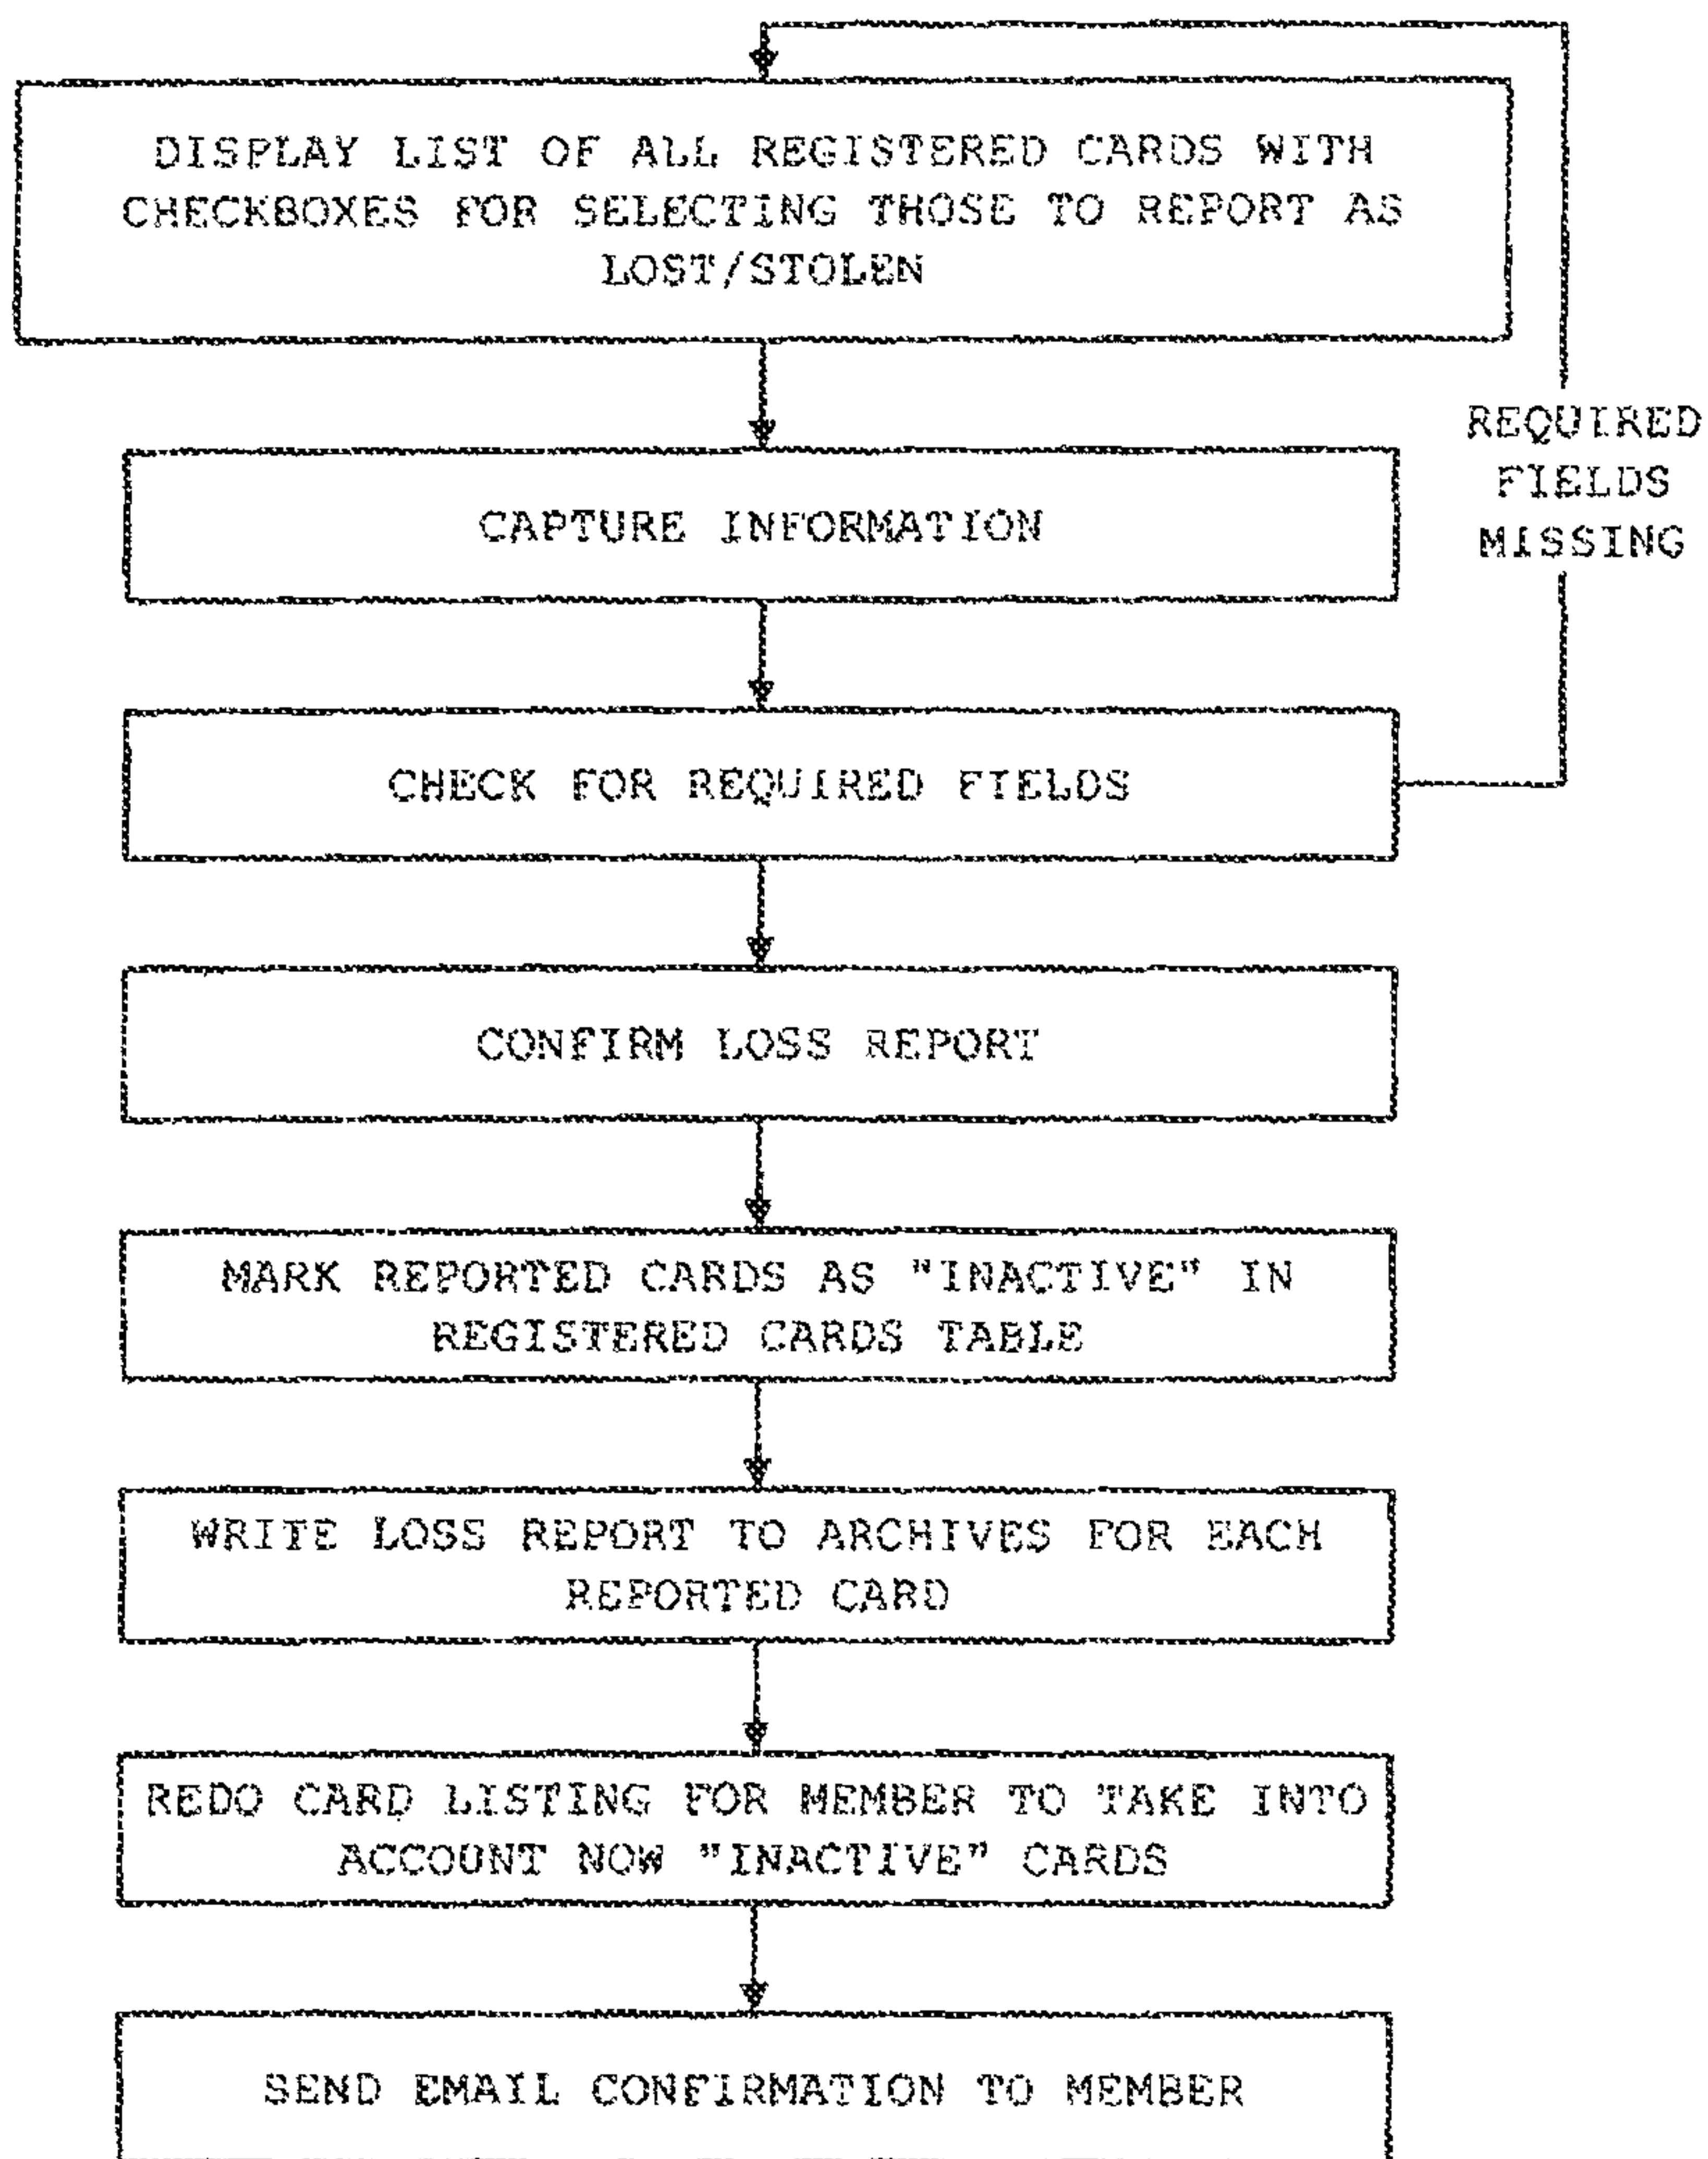 DISPLAY LIST OF ALL REGISTERED CARDS WITH
CHECKBOXES FOR SELECTING THOSE TO REPORT AS
LOST/STOLEN
REQUIRED
FIELDS
MISSING
CAPTURE INFORMATION
CHECK FOR REQUIRED FIELDS
CONFIRM LOSS REPORT
MARK REPORTED CARDS AS "INACTIVE" IN
REGISTERED CARDS TABLE
WRITE LOSS REPORT TO ARCHIVES FOR EACH
REPORTED CARD
REDO CARD LISTING FOR MEMBER TO TAKE INTO
ACCOUNT NOW "INACTIVE" CARDS
SEND EMAIL CONFIRMATION TO MEMBER